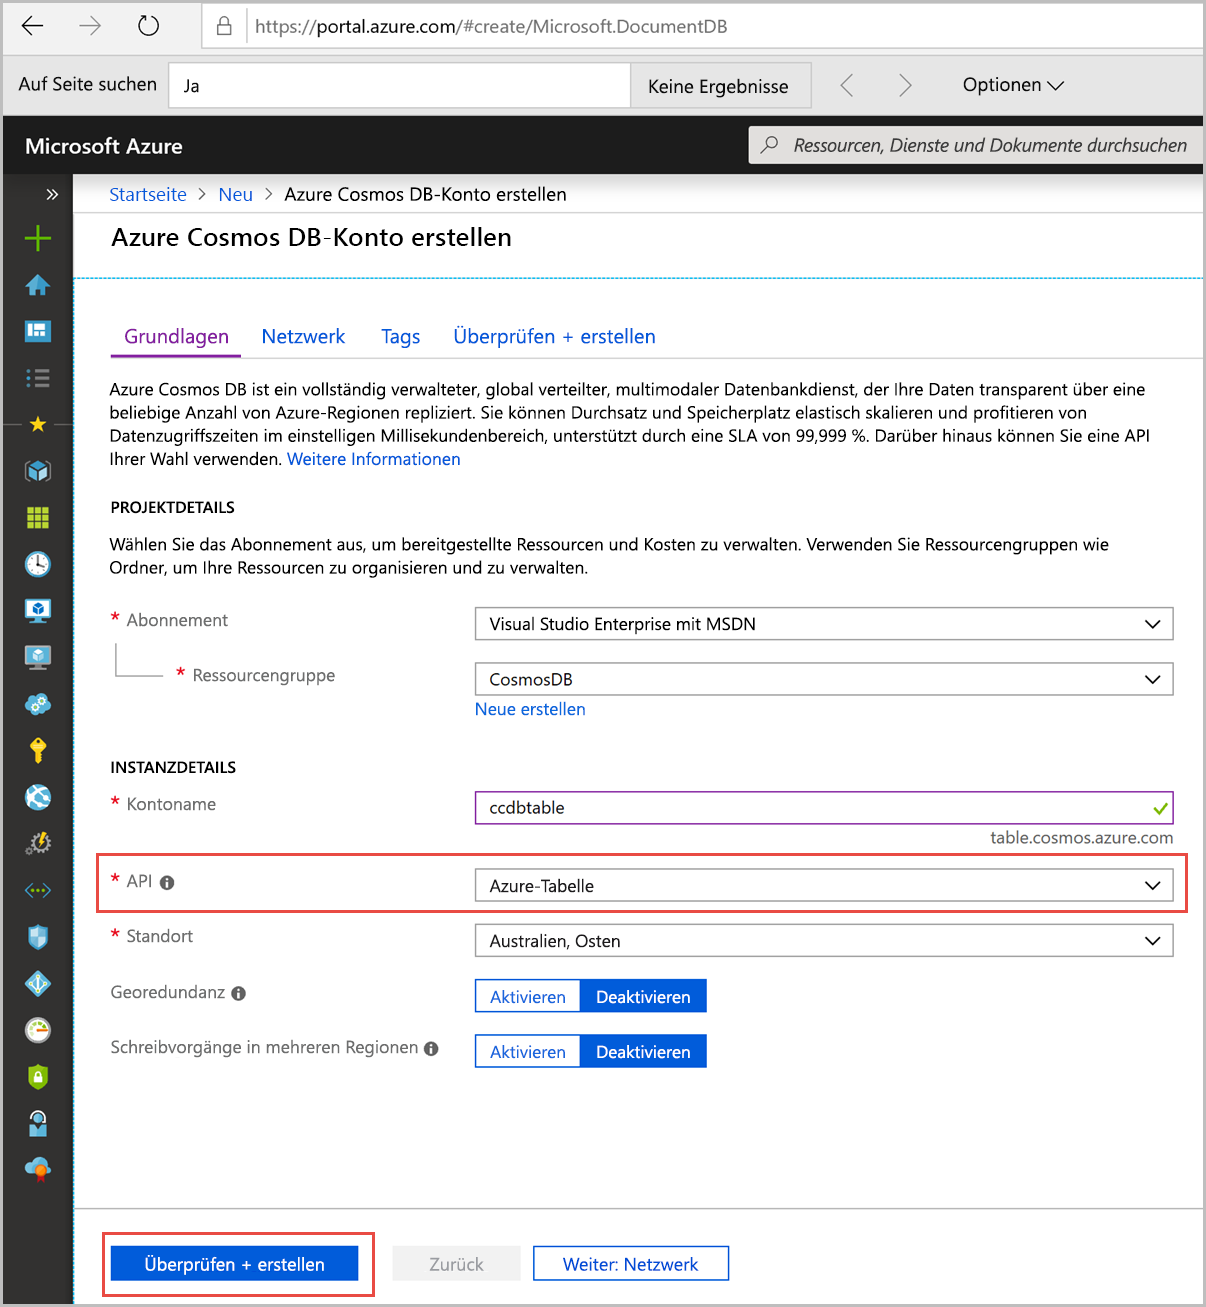 https://portal.azure.com/#create/Microsoft.DocumentDB
Auf Seite suchen Ja Keine Ergebnisse Optionen
Microsoft Azure Ressourcen, Dienste und Dokumente durchsuchen
Startseite > Neu > Azure Cosmos DB-Konto erstellen
Azure Cosmos DB-Konto erstellen
Grundlagen Netzwerk Tags Überprüfen + erstellen
Azure Cosmos DB ist ein vollständig verwalteter, global verteilter, multimodaler Datenbankdienst, der Ihre Daten transparent über eine
beliebige Anzahl von Azure-Regionen repliziert. Sie können Durchsatz und Speicherplatz elastisch skalieren und profitieren von
Datenzugriffszeiten im einstelligen Millisekundenbereich, unterstützt durch eine SLA von 99,999 %. Darüber hinaus können Sie eine API
Ihrer Wahl verwenden. Weitere Informationen
PROJEKTDETAILS
Wählen Sie das Abonnement aus, um bereitgestellte Ressourcen und Kosten zu verwalten. Verwenden Sie Ressourcengruppen wie
Ordner, um Ihre Ressourcen zu organisieren und zu verwalten.
* Abonnement Visual Studio Enterprise mit MSDN
* Ressourcengruppe CosmosDB
Neue erstellen
INSTANZDETAILS
* Kontoname ccdbtable
table.cosmos.azure.com
* API Azure-Tabelle
* Standort Australien, Osten
Georedundanz Aktivieren Deaktivieren
Schreibvorgänge in mehreren Regionen Aktivieren Deaktivieren
Überprüfen + erstellen Zurück Weiter: Netzwerk